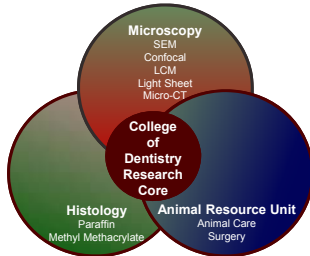 Microscopy
SEM
Confocal
LCM
Light Sheet
Micro-CT
College
of
Dentistry
Research
Core
Histology
Paraffin
Methyl Methacrylate
Animal Resource Unit
Animal Care
Surgery